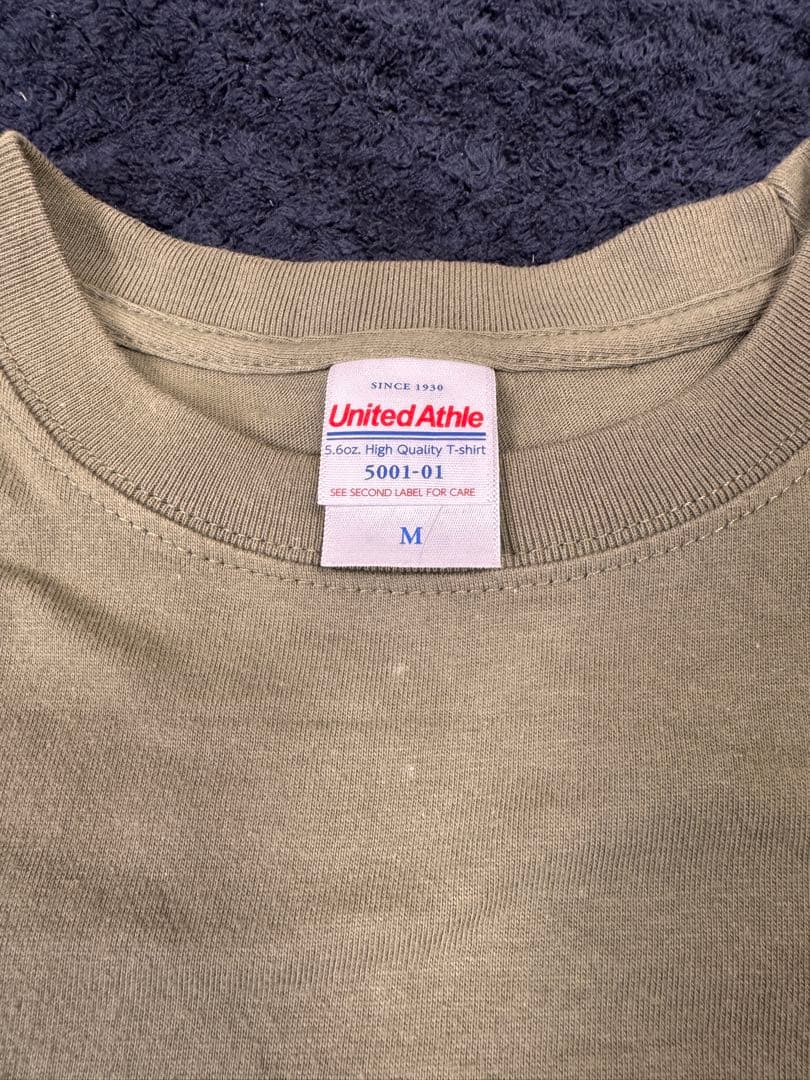 SINCE 1930
United Athle
5.6oz. High Quality T-shirt
5001-01
SEE SECOND LABEL FOR CARE
M